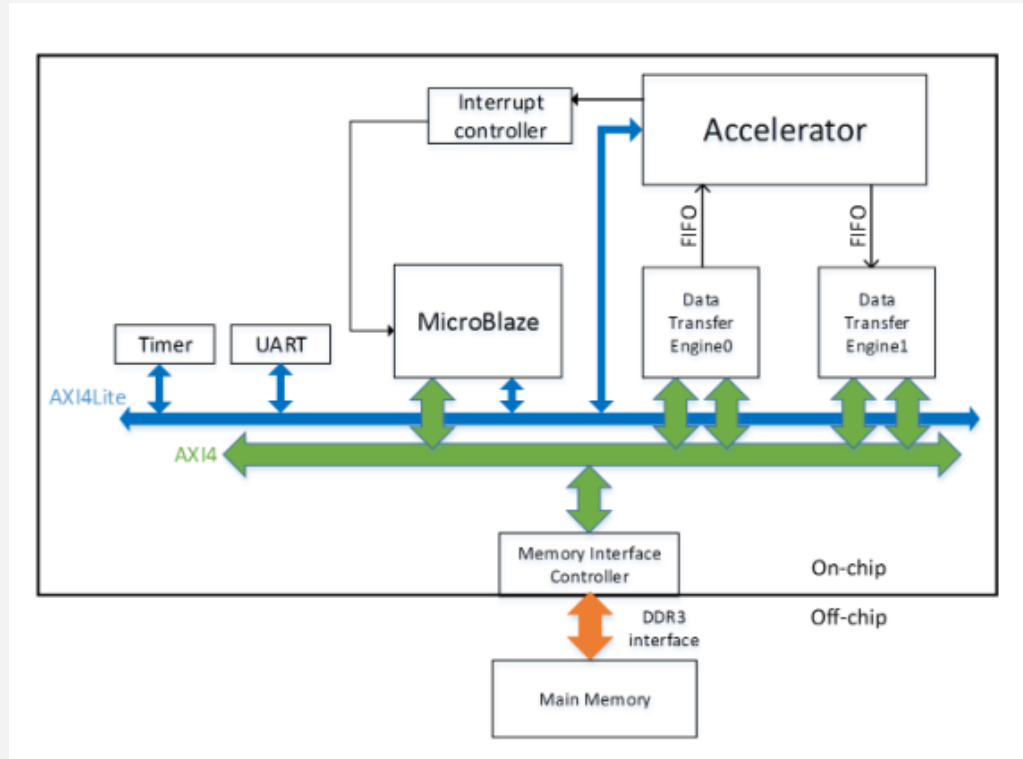 Interrupt
controller
Accelerator
FIFO
FIFO
MicroBlaze
Data
Transfer
Engine0
Data
Transfer
Engine1
Timer
UART
AXI4Lite
AXI4
Memory Interface
Controller
On-chip
Off-chip
DDR3
interface
Main Memory